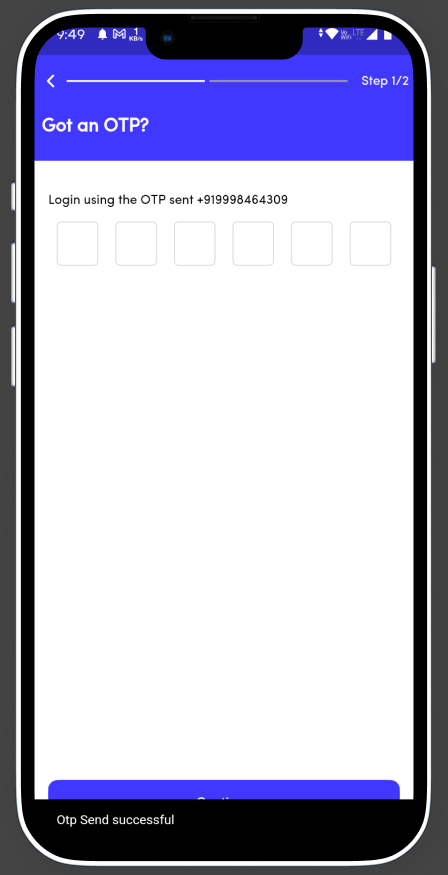 9:49 1 KB/s Vo WiFi LTE
Step 1/2
Got an OTP?
Login using the OTP sent +919998464309
Otp Send successful